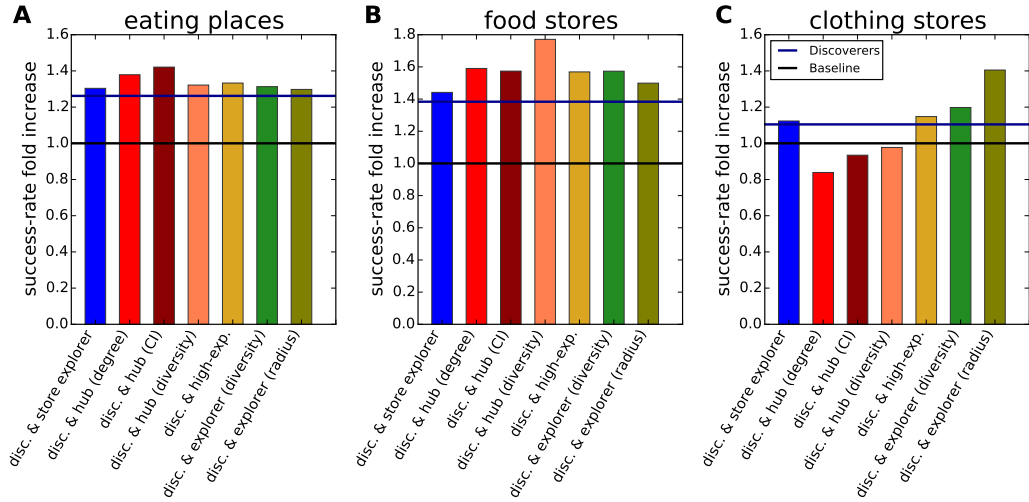 A
eating places
success-rate fold increase
1.6
1.4
1.2
1.0
0.8
0.6
0.4
0.2
0.0
disc. & store explorer
disc. & hub (degree)
disc. & hub (CI)
disc. & hub (diversity)
disc. & high-exp.
disc. & explorer (diversity)
disc. & explorer (radius)
B
food stores
success-rate fold increase
1.8
1.6
1.4
1.2
1.0
0.8
0.6
0.4
0.2
0.0
disc. & store explorer
disc. & hub (degree)
disc. & hub (CI)
disc. & hub (diversity)
disc. & high-exp.
disc. & explorer (diversity)
disc. & explorer (radius)
C
clothing stores
success-rate fold increase
1.6
1.4
1.2
1.0
0.8
0.6
0.4
0.2
0.0
Discoverers
Baseline
disc. & store explorer
disc. & hub (degree)
disc. & hub (CI)
disc. & hub (diversity)
disc. & high-exp.
disc. & explorer (diversity)
disc. & explorer (radius)